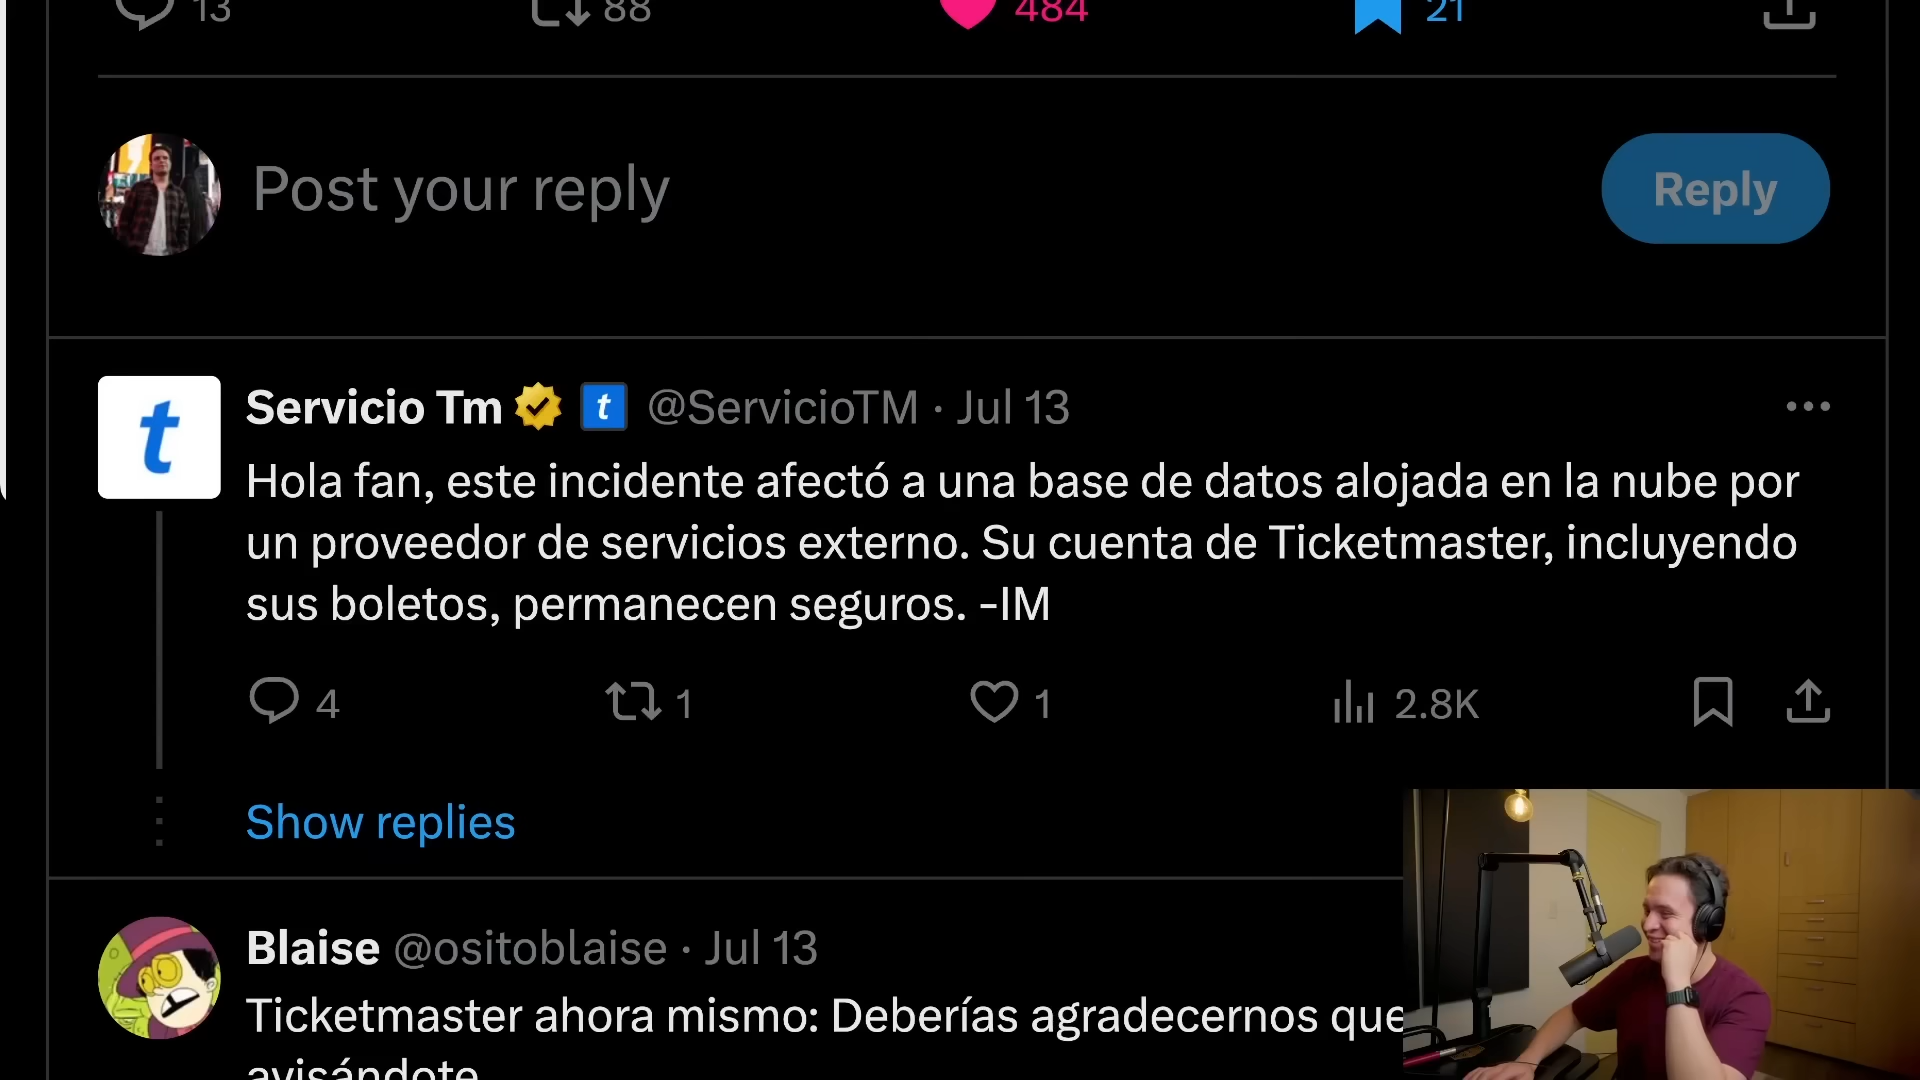 13 88 484 21
Post your reply
Reply
Servicio Tm t @ServicioTM · Jul 13
t
Hola fan, este incidente afectó a una base de datos alojada en la nube por
un proveedor de servicios externo. Su cuenta de Ticketmaster, incluyendo
sus boletos, permanecen seguros. -IM
4 1 1 2.8K
Show replies
Blaise @ositoblaise · Jul 13
Ticketmaster ahora mismo: Deberías agradecernos que
avisándote